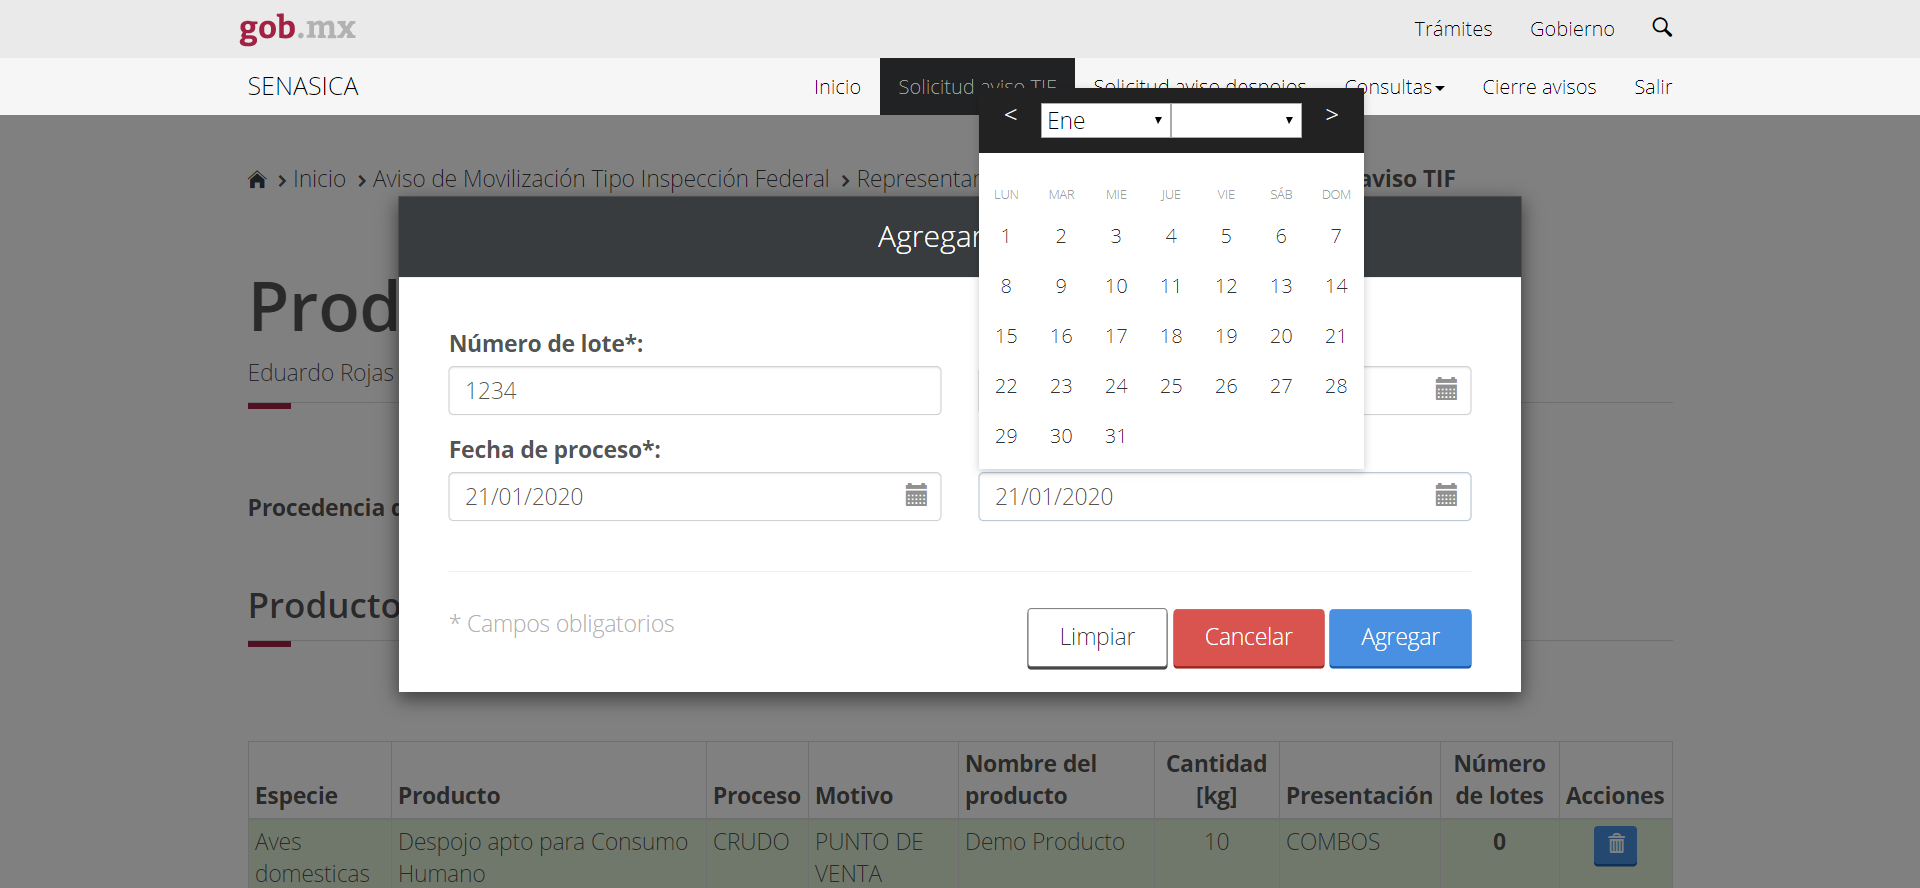 gob.mx
Trámites Gobierno
SENASICA
Inicio Solicitud aviso TIF Solicitud aviso despojos Consultas Cierre avisos Salir
< Ene >
Inicio > Aviso de Movilización Tipo Inspección Federal > Representan aviso TIF
LUN MAR MIE JUE VIE SÁB DOM
1 2 3 4 5 6 7
8 9 10 11 12 13 14
15 16 17 18 19 20 21
22 23 24 25 26 27 28
29 30 31
Agregar
Prod
Eduardo Rojas
Número de lote*:
1234
Fecha de proceso*:
21/01/2020 21/01/2020
Procedencia
Producto
* Campos obligatorios
Limpiar Cancelar Agregar
Especie Producto Proceso Motivo Nombre del producto Cantidad [kg] Presentación Número de lotes Acciones
Aves domesticas Despojo apto para Consumo Humano CRUDO PUNTO DE VENTA Demo Producto 10 COMBOS 0